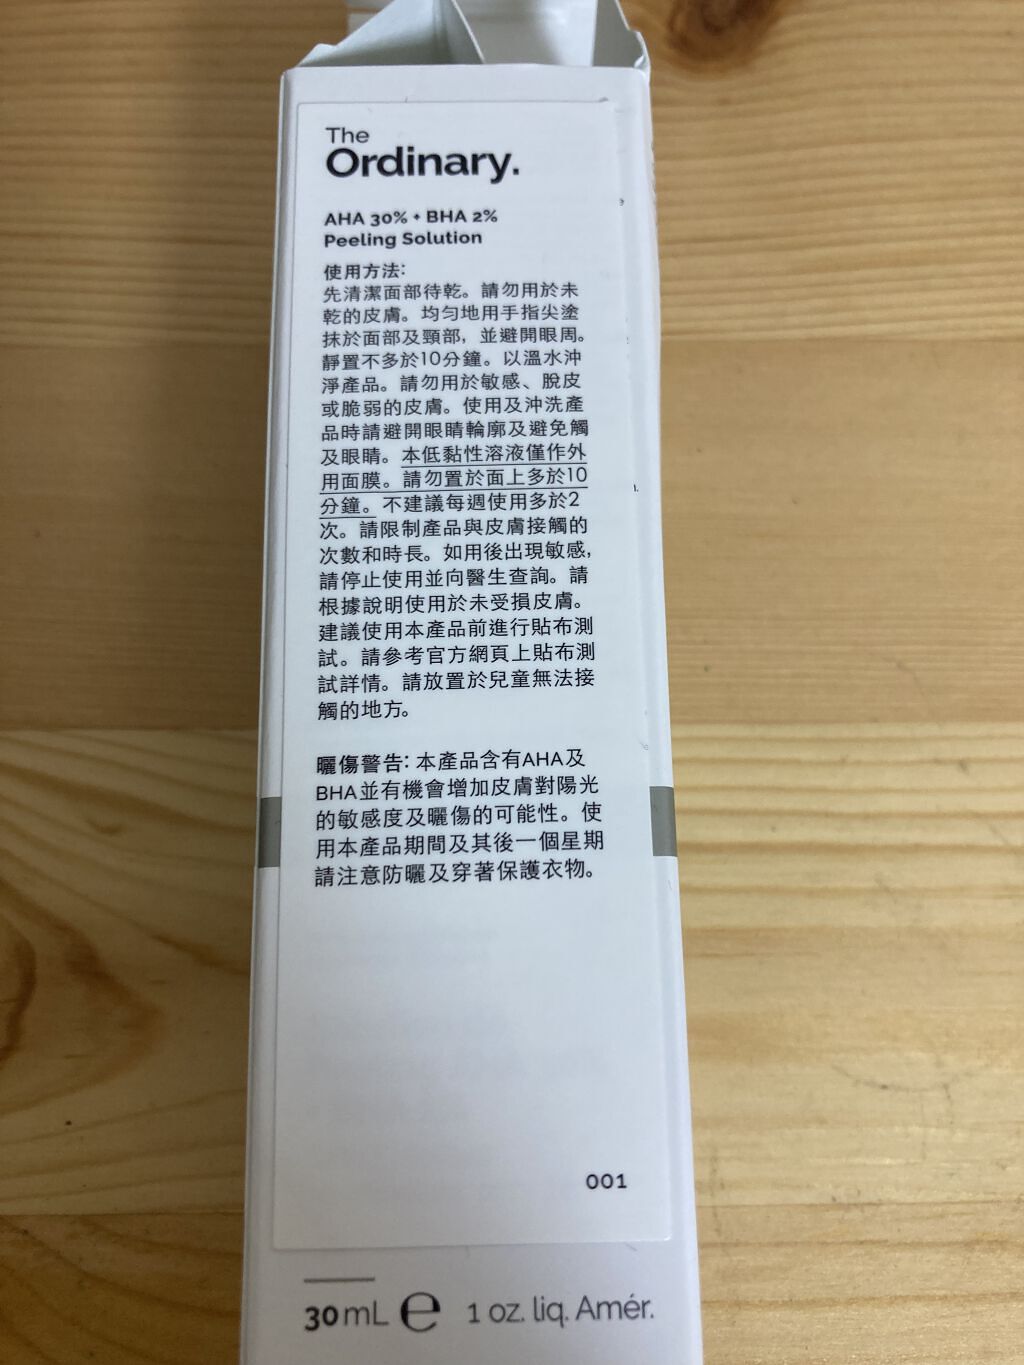 The
Ordinary.
AHA 30% + BHA 2%
Peeling Solution
使用方法:
先清潔面部待乾。請勿用於未
乾的皮膚。均勻地用手指尖塗
抹於面部及頸部，並避開眼周。
靜置不多於10分鐘。以溫水沖
淨產品。請勿用於敏感、脫皮
或脆弱的皮膚。使用及沖洗產
品時請避開眼睛輪廓及避免觸
及眼睛。本低黏性溶液僅作外
用面膜。請勿置於面上多於10
分鐘。不建議每週使用多於2
次。請限制產品與皮膚接觸的
次數和時長。如用後出現敏感，
請停止使用並向醫生查詢。請
根據說明使用於未受損皮膚。
建議使用本產品前進行貼布測
試。請參考官方網頁上貼布測
試詳情。請放置於兒童無法接
觸的地方。
曬傷警告: 本產品含有AHA及
BHA並有機會增加皮膚對陽光
的敏感度及曬傷的可能性。使
用本產品期間及其後一個星期
請注意防曬及穿著保護衣物。
001
30 mL ℮ 1 oz. liq. Amér.